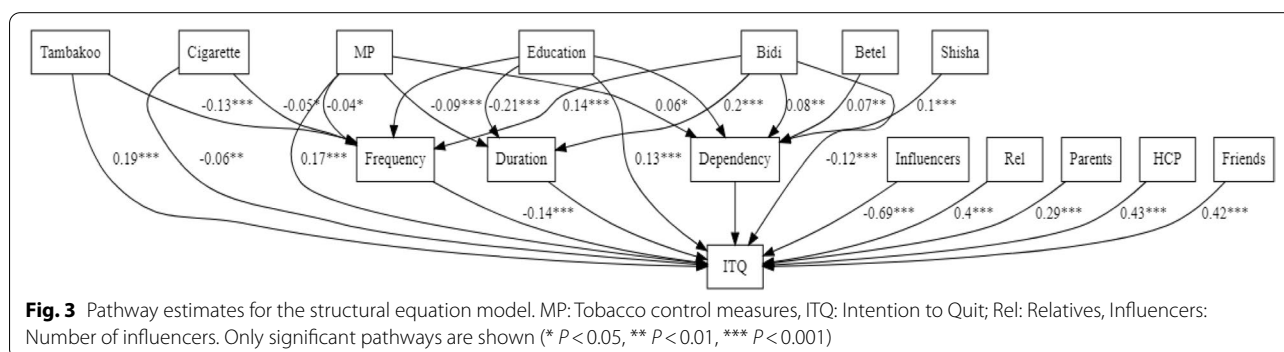 Tambakoo Cigarette MP Education Bidi Betel Shisha
-0.13*** -0.05* -0.04* -0.09*** -0.21*** 0.14*** 0.06* 0.2*** 0.08** 0.07** 0.1***
Frequency Duration Dependency Influencers Rel Parents HCP Friends
0.19*** -0.06** 0.17*** 0.13*** -0.12***
-0.14*** -0.69*** 0.4*** 0.29*** 0.43*** 0.42***
ITQ
Fig. 3 Pathway estimates for the structural equation model. MP: Tobacco control measures, ITQ: Intention to Quit; Rel: Relatives, Influencers:
Number of influencers. Only significant pathways are shown (* P < 0.05, ** P < 0.01, *** P < 0.001)